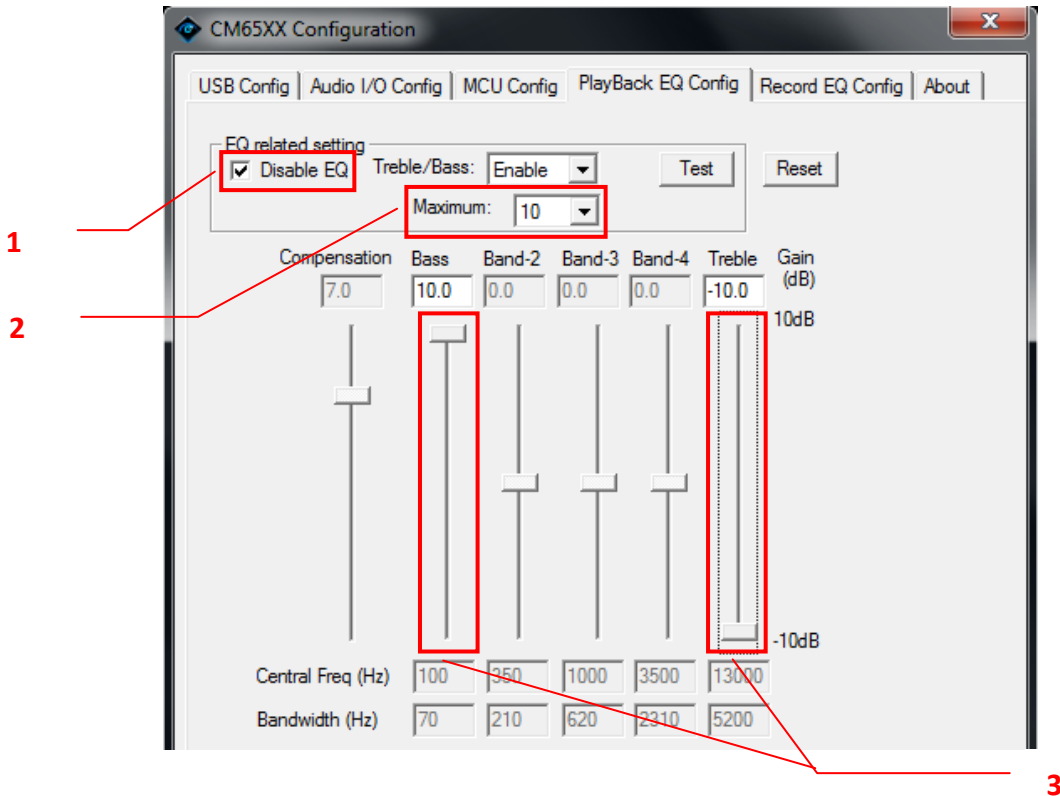 CM65XX Configuration
X
USB Config Audio I/O Config MCU Config PlayBack EQ Config Record EQ Config About
EQ related setting
Disable EQ Treble/Bass: Enable Test Reset
Maximum: 10
1
Compensation Bass Band-2 Band-3 Band-4 Treble Gain (dB)
7.0 10.0 0.0 0.0 0.0 -10.0
2
10dB
-10dB
Central Freq (Hz) 100 350 1000 3500 13000
Bandwidth (Hz) 70 210 620 2310 5200
3